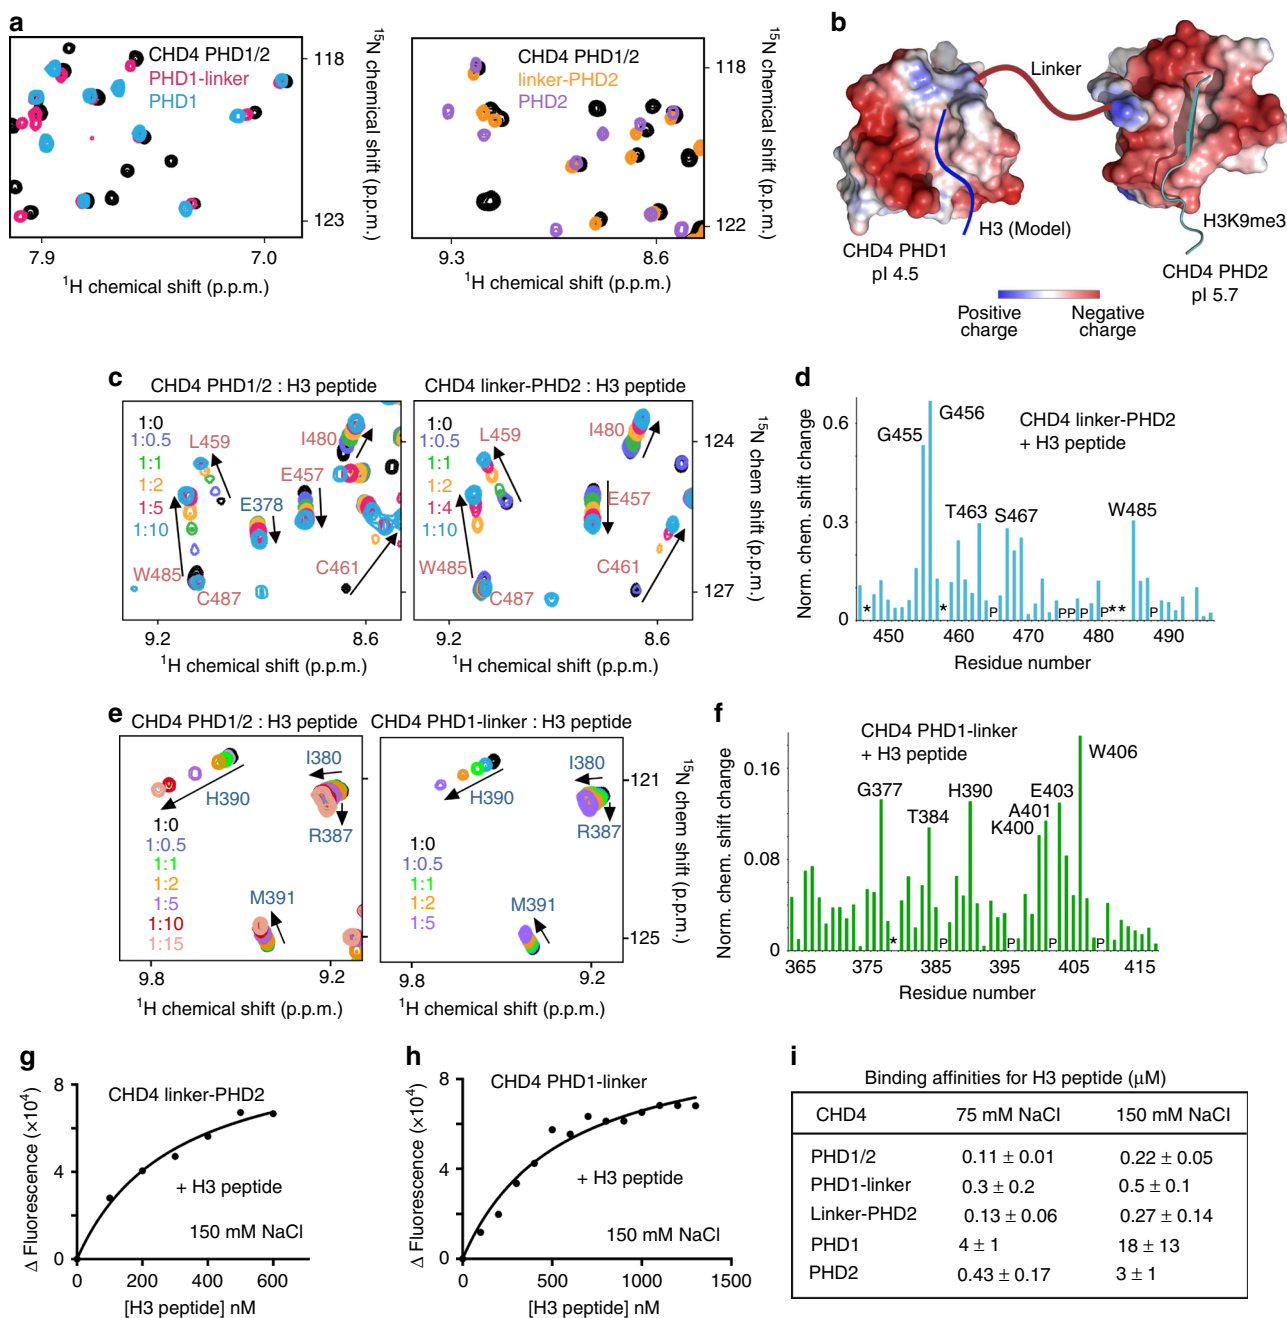 a
CHD4 PHD1/2
PHD1-linker
PHD1
118
123
7.9
7.0
¹H chemical shift (p.p.m.)
¹⁵N chemical shift (p.p.m.)
CHD4 PHD1/2
linker-PHD2
PHD2
118
122
9.3
8.6
¹H chemical shift (p.p.m.)
¹⁵N chemical shift (p.p.m.)
b
Linker
H3 (Model)
H3K9me3
CHD4 PHD1
pI 4.5
CHD4 PHD2
pI 5.7
Positive
charge
Negative
charge
c
CHD4 PHD1/2 : H3 peptide
1:0
1:0.5
1:1
1:2
1:5
1:10
L459
I480
E457
E378
W485
C487
C461
9.2
8.6
¹H chemical shift (p.p.m.)
CHD4 linker-PHD2 : H3 peptide
1:0
1:0.5
1:1
1:2
1:4
1:10
L459
I480
E457
W485
C487
C461
124
127
9.2
8.6
¹H chemical shift (p.p.m.)
¹⁵N chem shift (p.p.m.)
d
CHD4 linker-PHD2
+ H3 peptide
G455
G456
T463
S467
W485
0.6
0.3
0
* * P P P P P * * P
450 460 470 480 490
Residue number
Norm. chem. shift change
e
CHD4 PHD1/2 : H3 peptide
H390
I380
R387
M391
1:0
1:0.5
1:1
1:2
1:5
1:10
1:15
9.8
9.2
¹H chemical shift (p.p.m.)
CHD4 PHD1-linker : H3 peptide
H390
I380
R387
M391
1:0
1:0.5
1:1
1:2
1:5
121
125
9.8
9.2
¹H chemical shift (p.p.m.)
¹⁵N chem shift (p.p.m.)
f
CHD4 PHD1-linker
+ H3 peptide
G377
T384
H390
K400
A401
E403
W406
0.16
0.08
0
* P P P P
365 375 385 395 405 415
Residue number
Norm. chem. shift change
g
CHD4 linker-PHD2
+ H3 peptide
150 mM NaCl
8
4
0
0 200 400 600
[H3 peptide] nM
Δ Fluorescence (×10⁴)
h
CHD4 PHD1-linker
+ H3 peptide
150 mM NaCl
8
4
0
0 500 1000 1500
[H3 peptide] nM
Δ Fluorescence (×10⁴)
i
Binding affinities for H3 peptide (μM)
CHD4 75 mM NaCl 150 mM NaCl
PHD1/2 0.11 ± 0.01 0.22 ± 0.05
PHD1-linker 0.3 ± 0.2 0.5 ± 0.1
Linker-PHD2 0.13 ± 0.06 0.27 ± 0.14
PHD1 4 ± 1 18 ± 13
PHD2 0.43 ± 0.17 3 ± 1